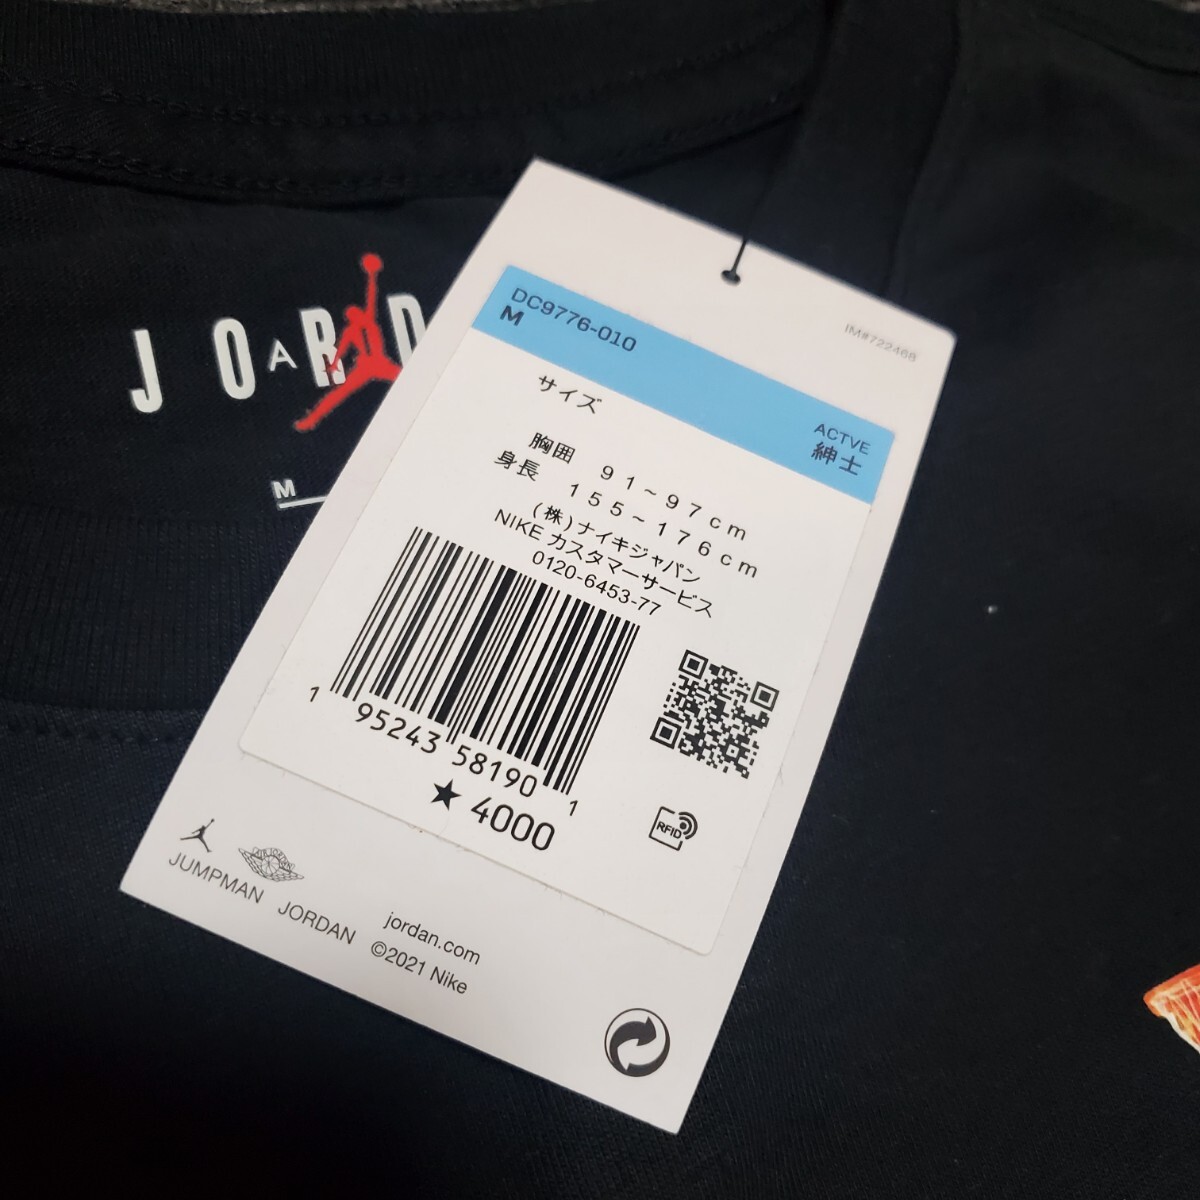 JORDAN
AIR
M
IM#722468
DC9776-010
M
ACTVE
紳士
サイズ
胸囲 91~97cm
身長 155~176cm
(株)ナイキジャパン
NIKE カスタマーサービス
0120-6453-77
1 95243 58190 1
★4000
RFID
JUMPMAN JORDAN
jordan.com
©2021 Nike